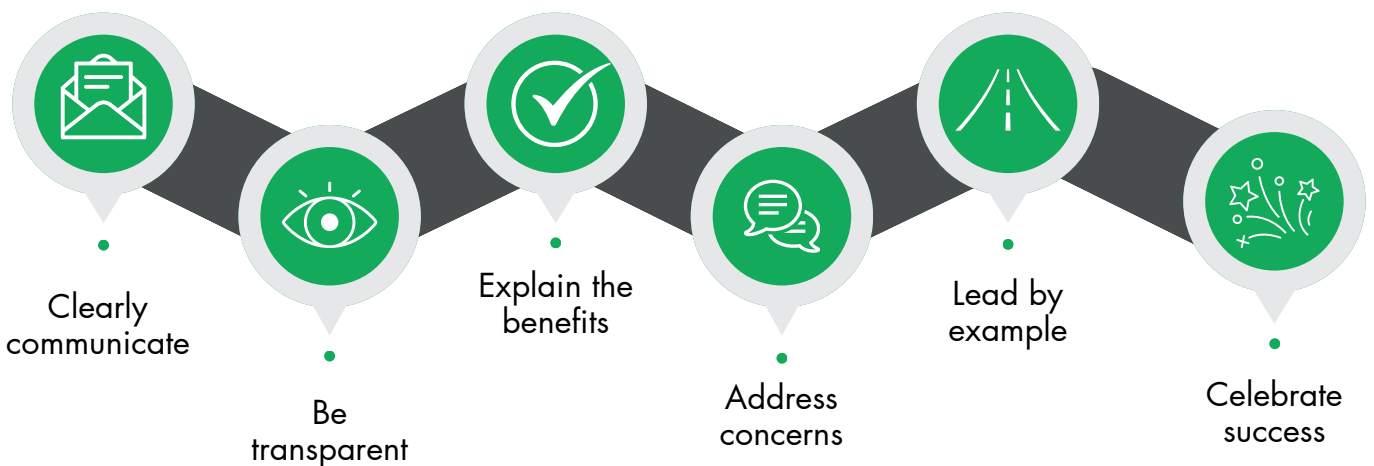 Clearly
communicate
Be
transparent
Explain the
benefits
Address
concerns
Lead by
example
Celebrate
success